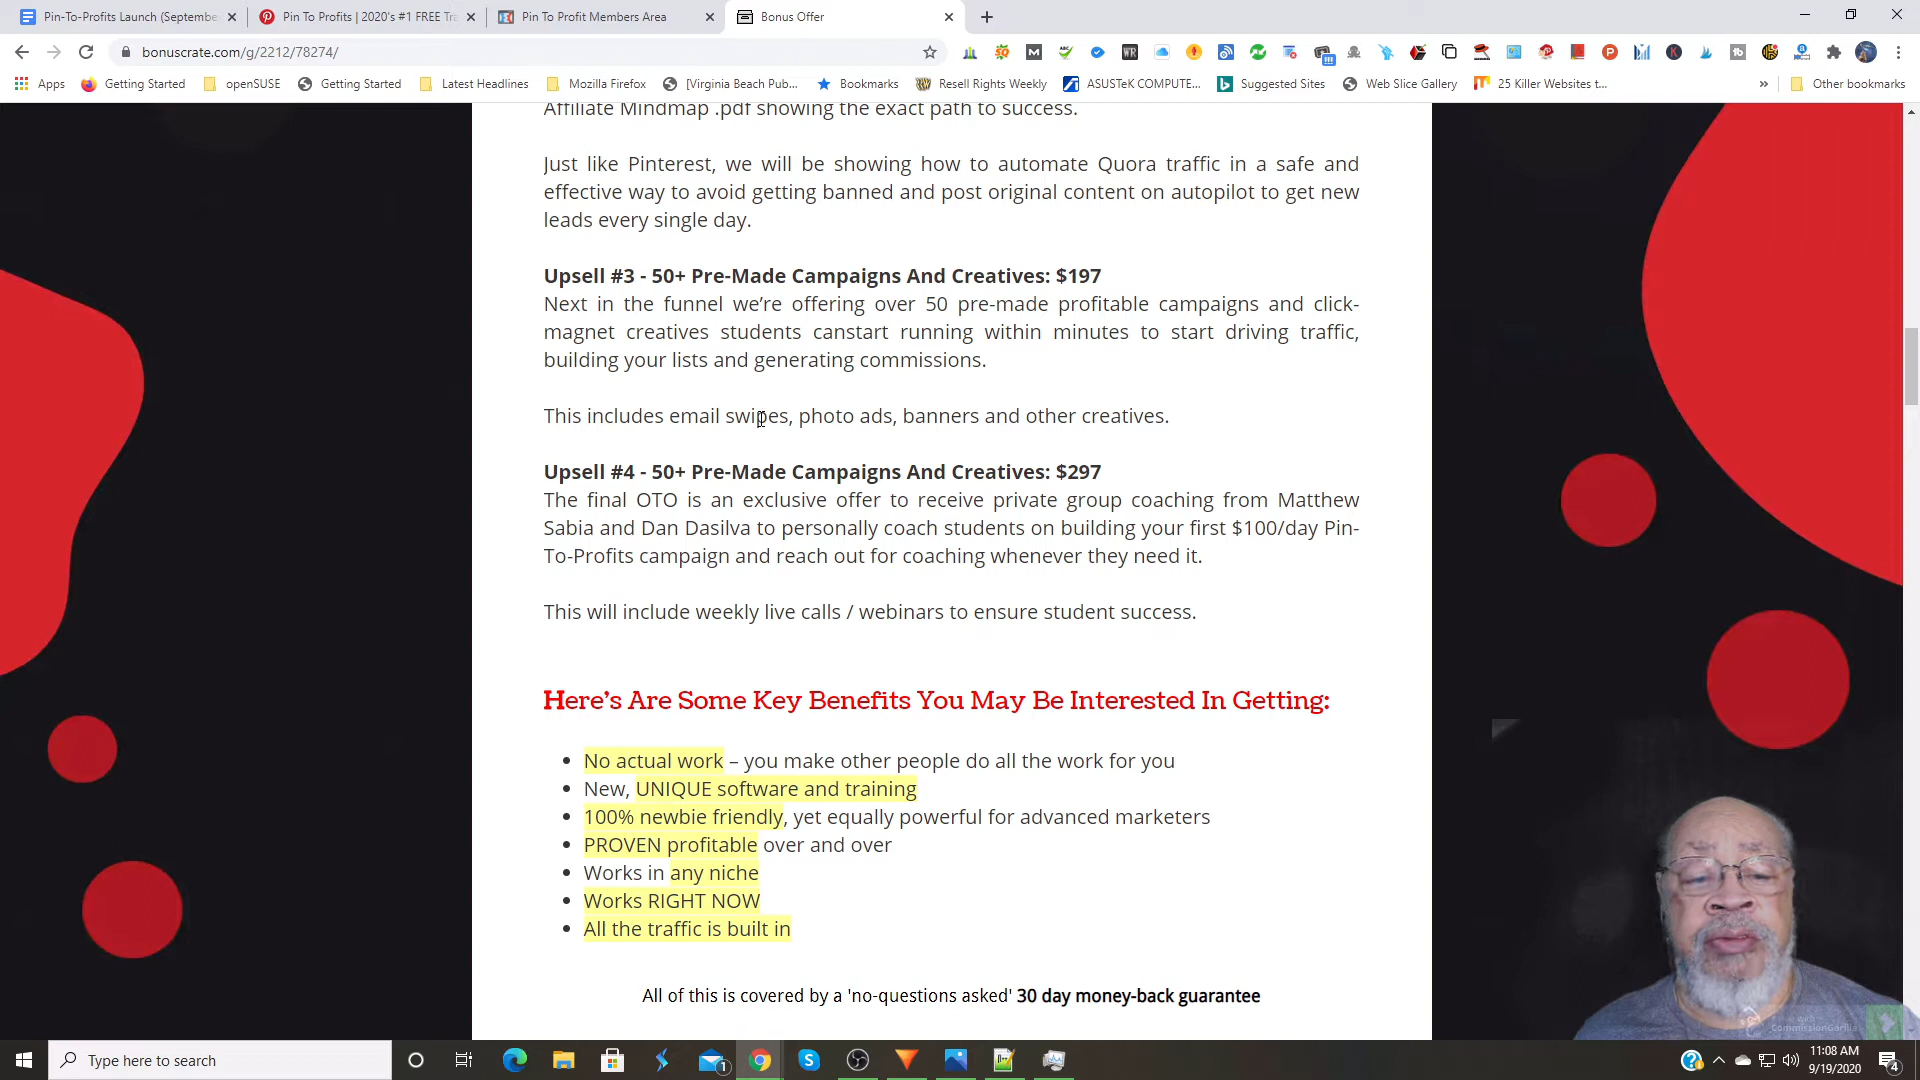 Pin-To-Profits Launch (Septembe
Pin To Profits | 2020's #1 FREE Tra
Pin To Profit Members Area
Bonus Offer
bonuscrate.com/g/2212/78274/
Apps
Getting Started
openSUSE
Getting Started
Latest Headlines
Mozilla Firefox
[Virginia Beach Pub...
Bookmarks
Resell Rights Weekly
ASUSTeK COMPUTE...
Suggested Sites
Web Slice Gallery
25 Killer Websites t...
»
Other bookmarks
Affiliate Mindmap .pdf showing the exact path to success.
Just like Pinterest, we will be showing how to automate Quora traffic in a safe and
effective way to avoid getting banned and post original content on autopilot to get new
leads every single day.
Upsell #3 - 50+ Pre-Made Campaigns And Creatives: $197
Next in the funnel we’re offering over 50 pre-made profitable campaigns and click-
magnet creatives students canstart running within minutes to start driving traffic,
building your lists and generating commissions.
This includes email swipes, photo ads, banners and other creatives.
Upsell #4 - 50+ Pre-Made Campaigns And Creatives: $297
The final OTO is an exclusive offer to receive private group coaching from Matthew
Sabia and Dan Dasilva to personally coach students on building your first $100/day Pin-
To-Profits campaign and reach out for coaching whenever they need it.
This will include weekly live calls / webinars to ensure student success.
Here’s Are Some Key Benefits You May Be Interested In Getting:
• No actual work – you make other people do all the work for you
• New, UNIQUE software and training
• 100% newbie friendly, yet equally powerful for advanced marketers
• PROVEN profitable over and over
• Works in any niche
• Works RIGHT NOW
• All the traffic is built in
All of this is covered by a 'no-questions asked' 30 day money-back guarantee
CommissionGorilla
Type here to search
11:08 AM
9/19/2020